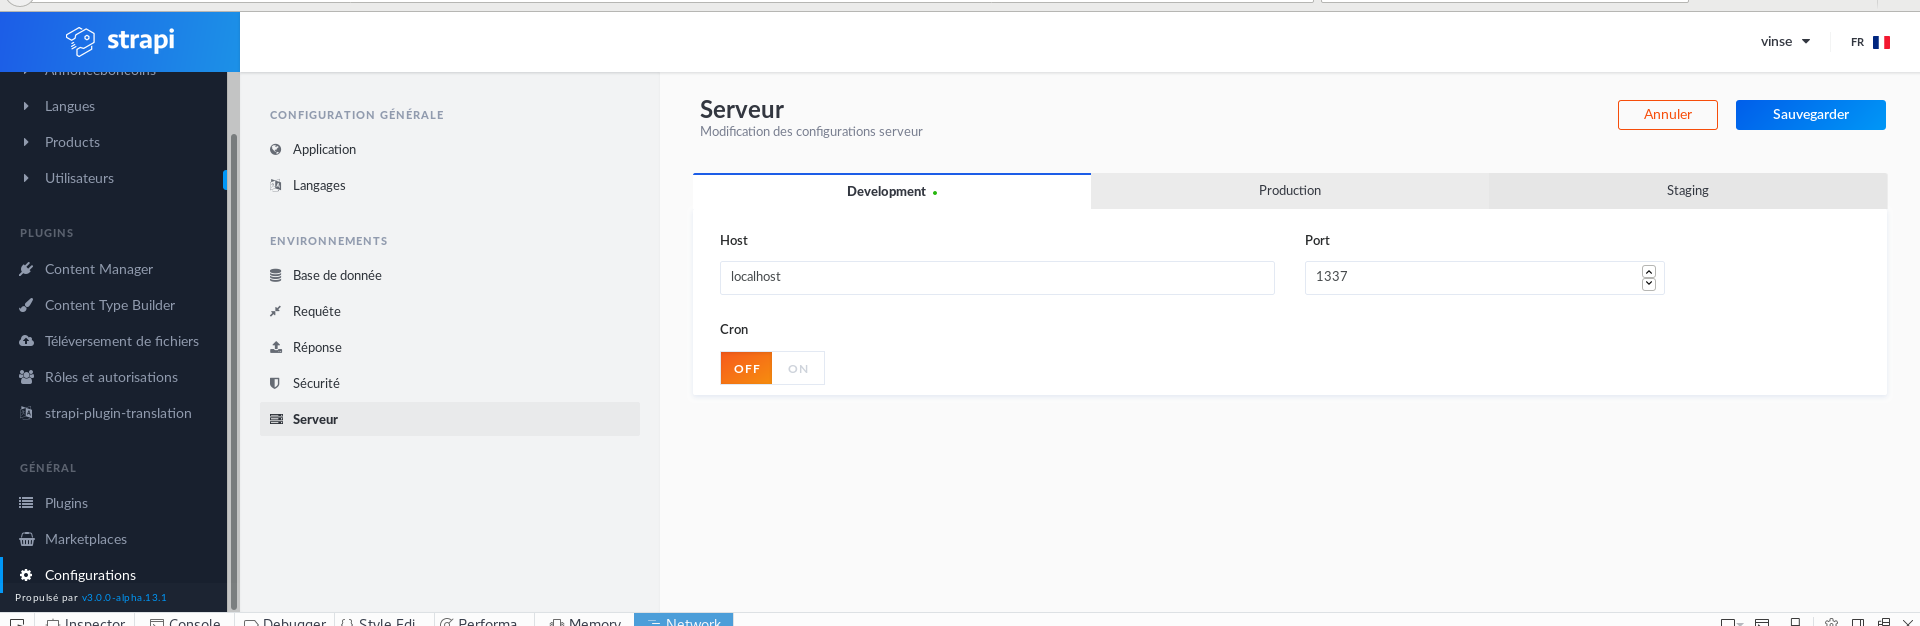 strapi
vinse
FR
Annonceboncoins
Langues
Products
Utilisateurs
PLUGINS
Content Manager
Content Type Builder
Téléversement de fichiers
Rôles et autorisations
strapi-plugin-translation
GÉNÉRAL
Plugins
Marketplaces
Configurations
Propulsé par v3.0.0-alpha.13.1
CONFIGURATION GÉNÉRALE
Application
Langages
ENVIRONNEMENTS
Base de donnée
Requête
Réponse
Sécurité
Serveur
Serveur
Modification des configurations serveur
Annuler
Sauvegarder
Development
Production
Staging
Host
Port
localhost
1337
Cron
OFF
ON
Inspector
Console
Debugger
{ } Style Edi
Performa
Memory
Network